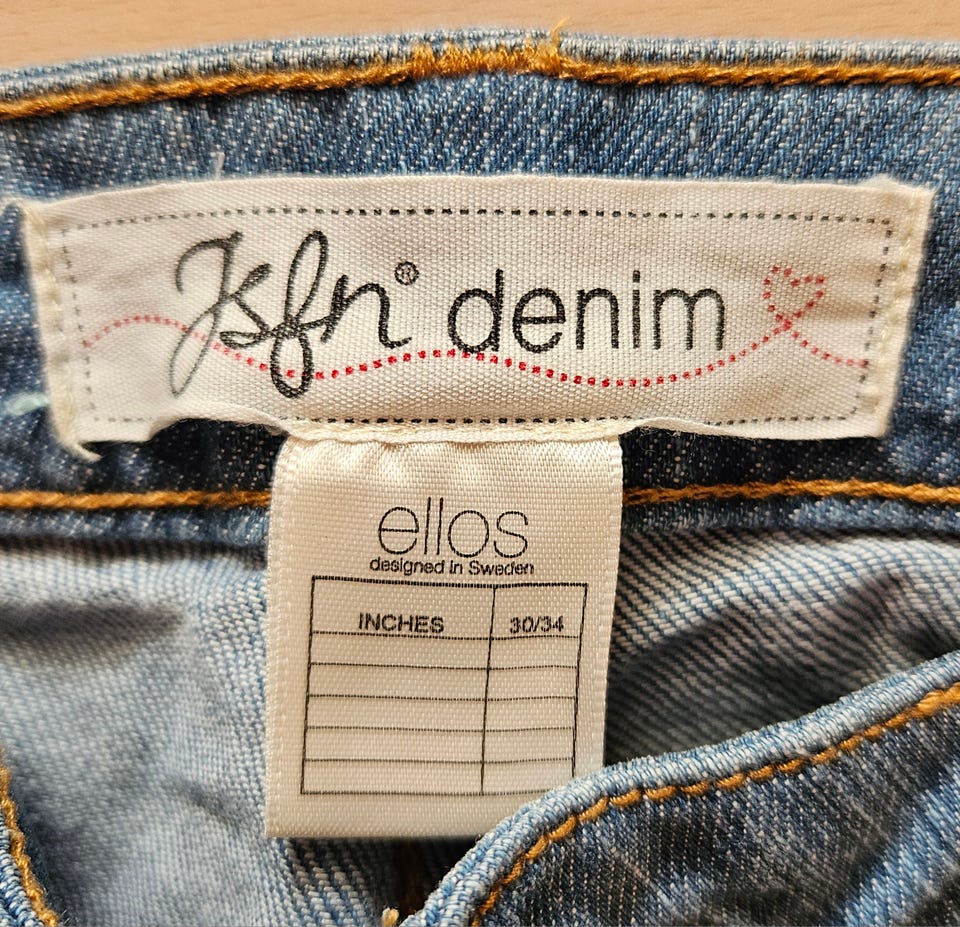 Jsfn® denim
ellos
designed in Sweden
INCHES 30/34